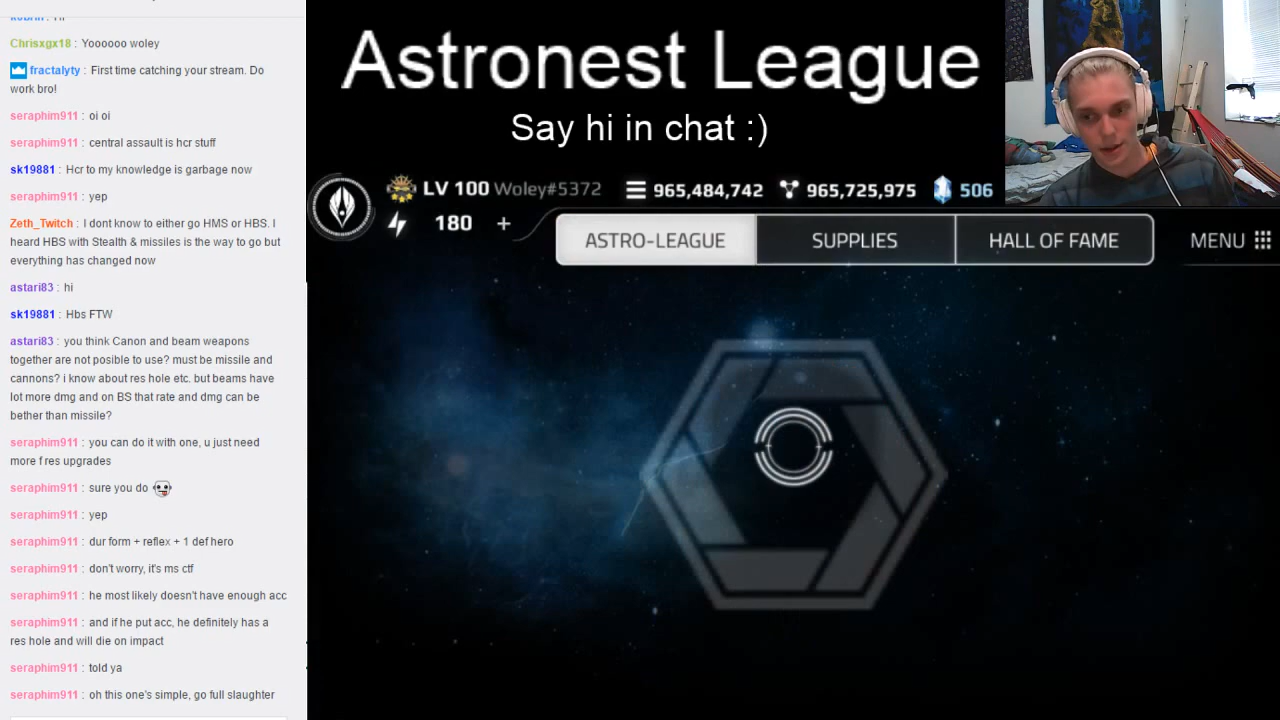 Chrisxgx18 : Yoooooo woley
fractalyty : First time catching your stream. Do
work bro!
seraphim911 : oi oi
seraphim911 : central assault is hcr stuff
sk19881 : Hcr to my knowledge is garbage now
seraphim911 : yep
Zeth_Twitch : I dont know to either go HMS or HBS. I
heard HBS with Stealth & missiles is the way to go but
everything has changed now
astari83 : hi
sk19881 : Hbs FTW
astari83 : you think Canon and beam weapons
together are not posible to use? must be missile and
cannons? i know about res hole etc. but beams have
lot more dmg and on BS that rate and dmg can be
bether than missile?
seraphim911 : you can do it with one, u just need
more f res upgrades
seraphim911 : sure you do
seraphim911 : yep
seraphim911 : dur form + reflex + 1 def hero
seraphim911 : don't worry, it's ms ctf
seraphim911 : he most likely doesn't have enough acc
seraphim911 : and if he put acc, he definitely has a
res hole and will die on impact
seraphim911 : told ya
seraphim911 : oh this one's simple, go full slaughter
Astronest League
Say hi in chat :)
LV 100 Woley#5372 965,484,742 965,725,975 506
180 +
ASTRO-LEAGUE SUPPLIES HALL OF FAME MENU